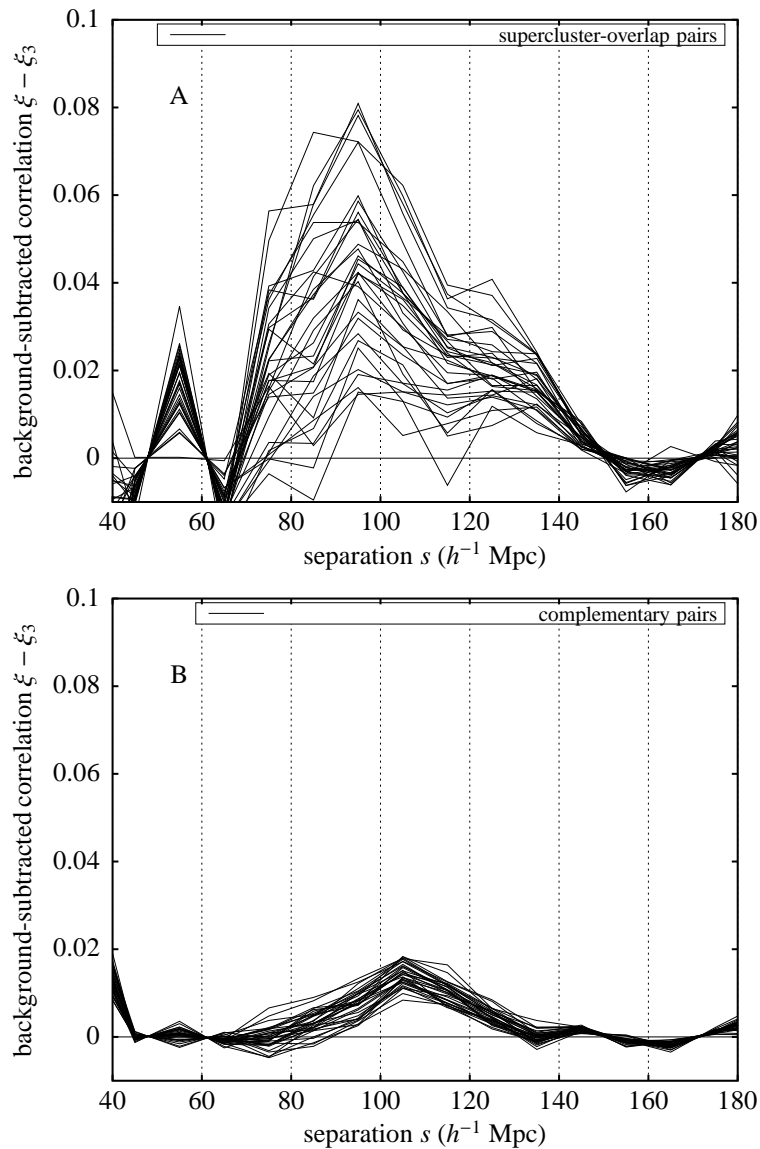 0.1
supercluster-overlap pairs
A
0.08
0.06
0.04
0.02
0
background-subtracted correlation ξ − ξ₃
40 60 80 100 120 140 160 180
separation s (h⁻¹ Mpc)
0.1
complementary pairs
B
0.08
0.06
0.04
0.02
0
background-subtracted correlation ξ − ξ₃
40 60 80 100 120 140 160 180
separation s (h⁻¹ Mpc)